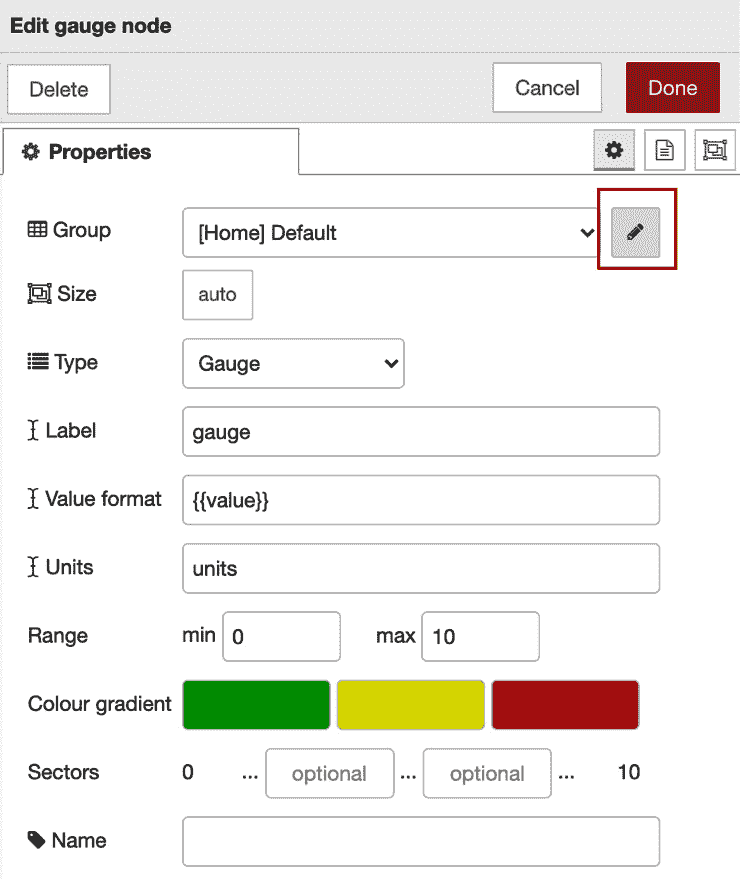 Edit gauge node
Delete Cancel Done
Properties
Group [Home] Default
Size auto
Type Gauge
Label gauge
Value format {{value}}
Units units
Range min 0 max 10
Colour gradient
Sectors 0 ... optional ... optional ... 10
Name